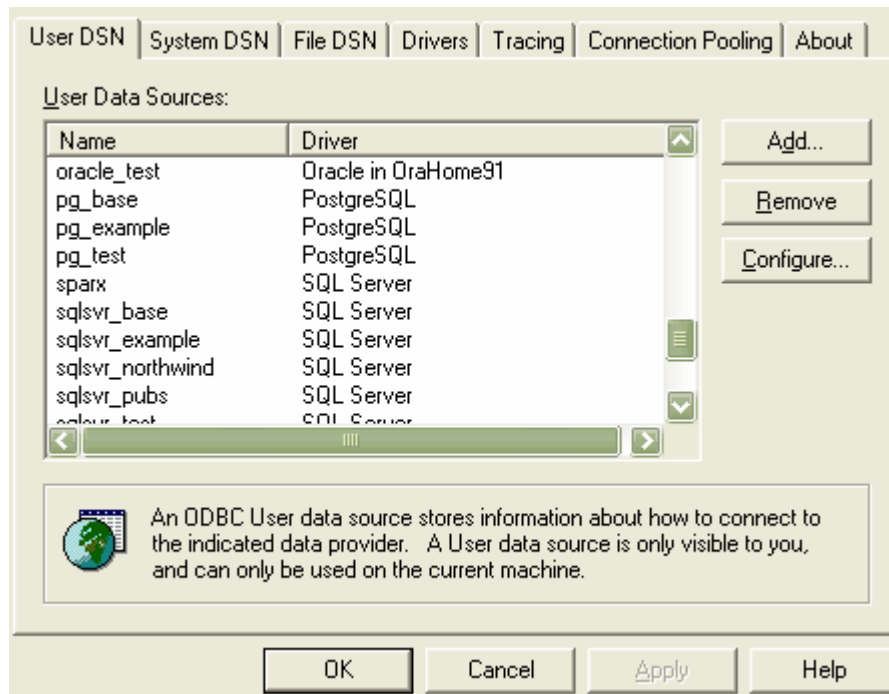 User DSN System DSN File DSN Drivers Tracing Connection Pooling About
User Data Sources:
Name Driver
oracle_test Oracle in OraHome91
pg_base PostgreSQL
pg_example PostgreSQL
pg_test PostgreSQL
sparx SQL Server
sqlsvr_base SQL Server
sqlsvr_example SQL Server
sqlsvr_northwind SQL Server
sqlsvr_pubs SQL Server
sqlsvr_test SQL Server
Add...
Remove
Configure...
An ODBC User data source stores information about how to connect to
the indicated data provider. A User data source is only visible to you,
and can only be used on the current machine.
OK Cancel Apply Help